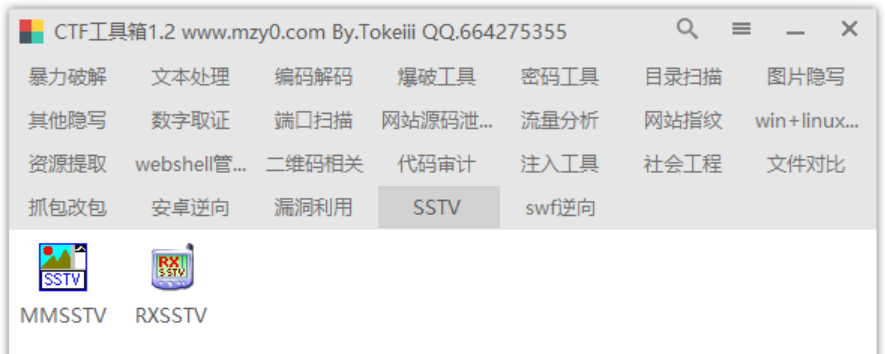 CTF工具箱1.2 www.mzy0.com By.Tokeiii QQ.664275355
暴力破解 文本处理 编码解码 爆破工具 密码工具 目录扫描 图片隐写
其他隐写 数字取证 端口扫描 网站源码泄... 流量分析 网站指纹 win+linux...
资源提取 webshell管... 二维码相关 代码审计 注入工具 社会工程 文件对比
抓包改包 安卓逆向 漏洞利用 SSTV swf逆向
SSTV RX SSTV
MMSSTV RXSSTV